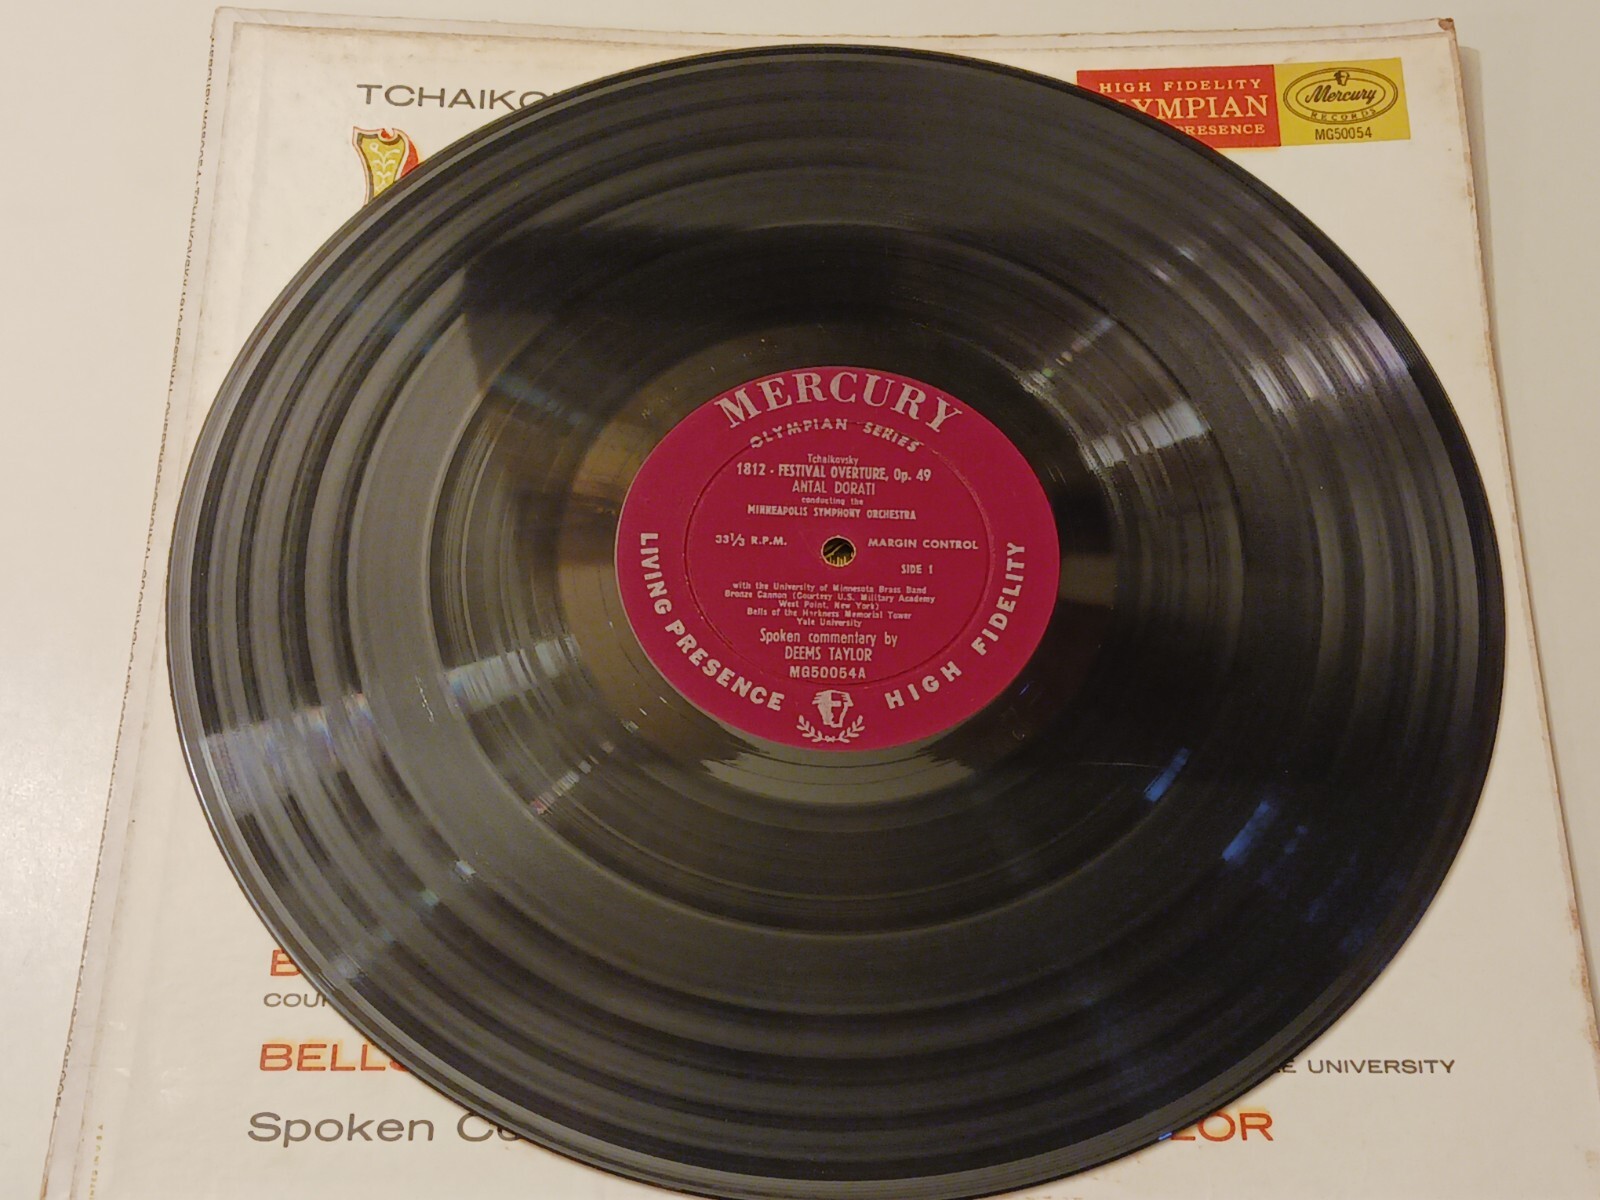 TCHAIKO
HIGH FIDELITY
YMPIAN
PRESENCE
Mercury
RECORDS
MG50054
MERCURY
OLYMPIAN SERIES
Tchaikovsky
1812 - FESTIVAL OVERTURE, Op. 49
ANTAL DORATI
conducting the
MINNEAPOLIS SYMPHONY ORCHESTRA
33⅓ R.P.M.
MARGIN CONTROL
SIDE 1
with the University of Minnesota Brass Band
Bronze Cannon (Courtesy U.S. Military Academy
West Point, New York)
Bells of the Harkness Memorial Tower
Yale University
Spoken commentary by
DEEMS TAYLOR
MG50054A
LIVING PRESENCE
HIGH FIDELITY
B
COU
BELLS
E UNIVERSITY
Spoken Co
LOR